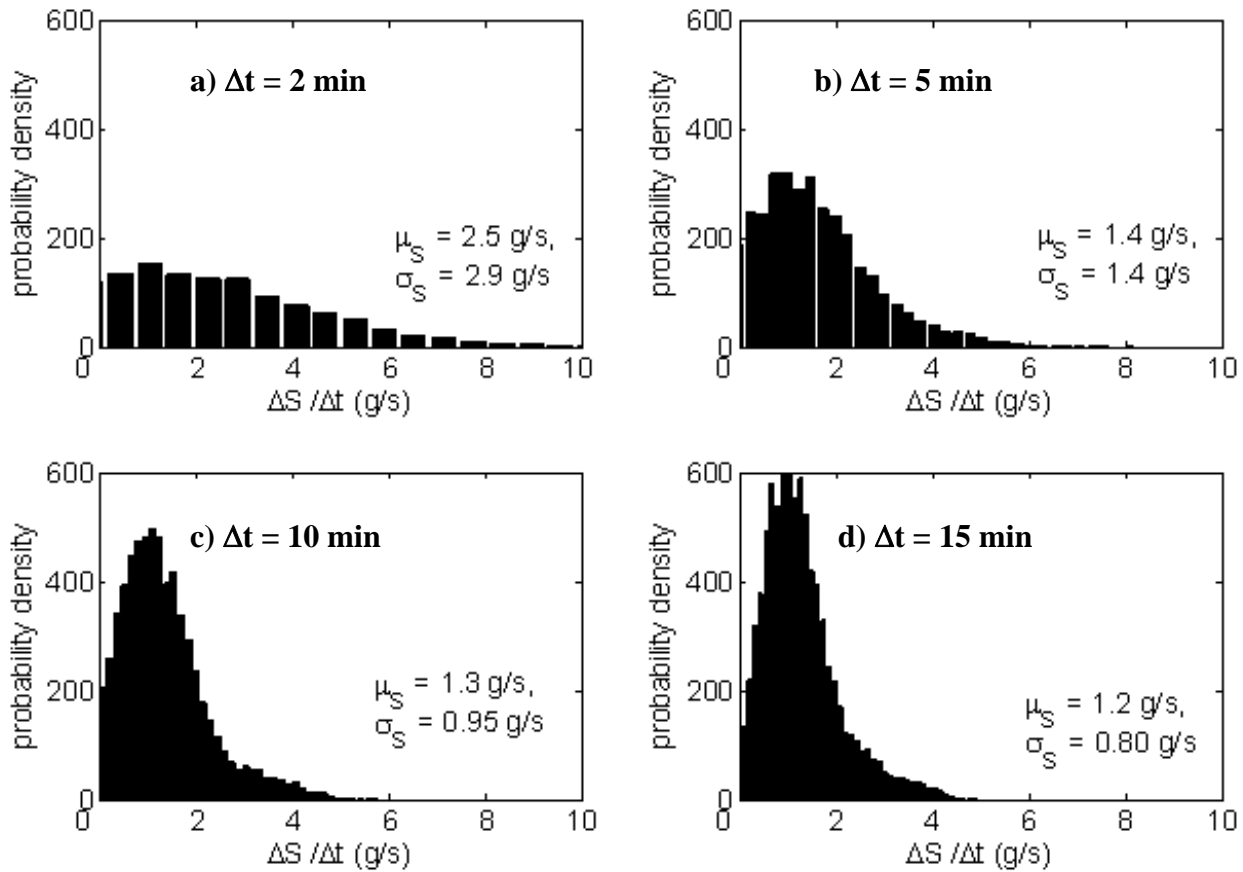 600
a) Δt = 2 min
400
probability density
200
μS = 2.5 g/s,
σS = 2.9 g/s
0
0 2 4 6 8 10
ΔS /Δt (g/s)
600
b) Δt = 5 min
400
probability density
200
μS = 1.4 g/s,
σS = 1.4 g/s
0
0 2 4 6 8 10
ΔS /Δt (g/s)
600
c) Δt = 10 min
400
probability density
200
μS = 1.3 g/s,
σS = 0.95 g/s
0
0 2 4 6 8 10
ΔS /Δt (g/s)
600
d) Δt = 15 min
400
probability density
200
μS = 1.2 g/s,
σS = 0.80 g/s
0
0 2 4 6 8 10
ΔS /Δt (g/s)